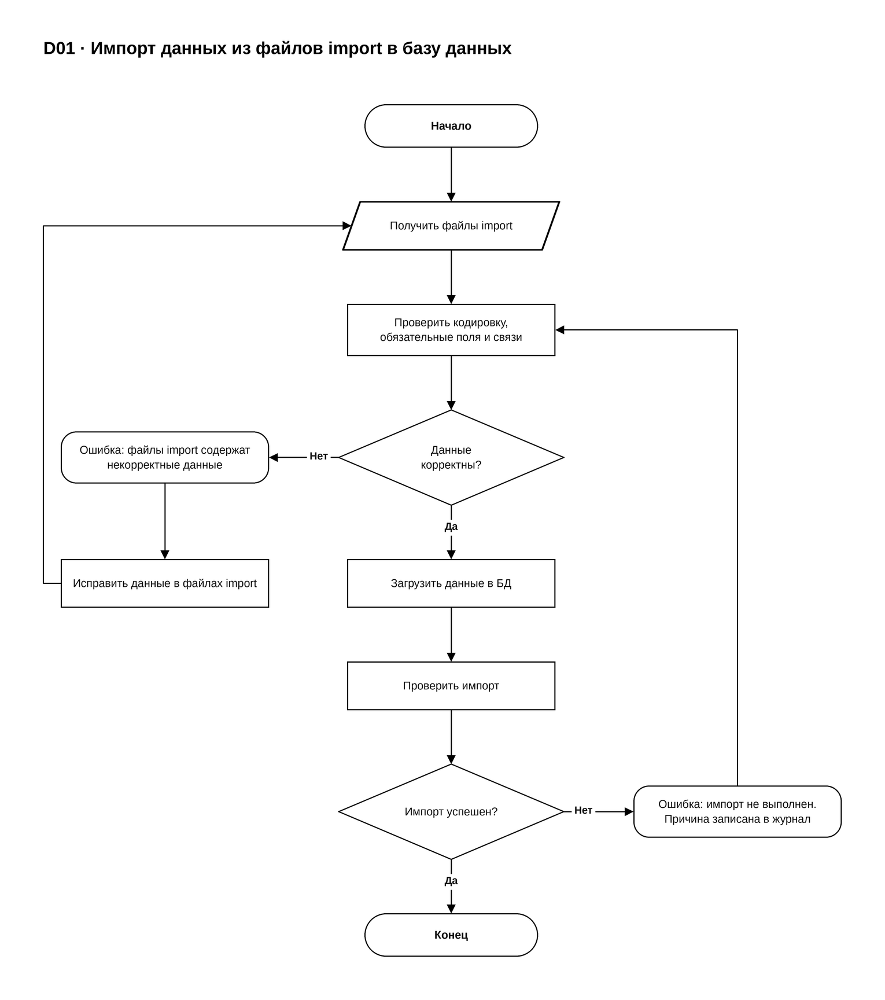 D01 · Импорт данных из файлов import в базу данных
Начало
Получить файлы import
Проверить кодировку,
обязательные поля и связи
Данные
корректны?
Нет
Ошибка: файлы import содержат
некорректные данные
Исправить данные в файлах import
Да
Загрузить данные в БД
Проверить импорт
Импорт успешен?
Нет
Ошибка: импорт не выполнен.
Причина записана в журнал
Да
Конец